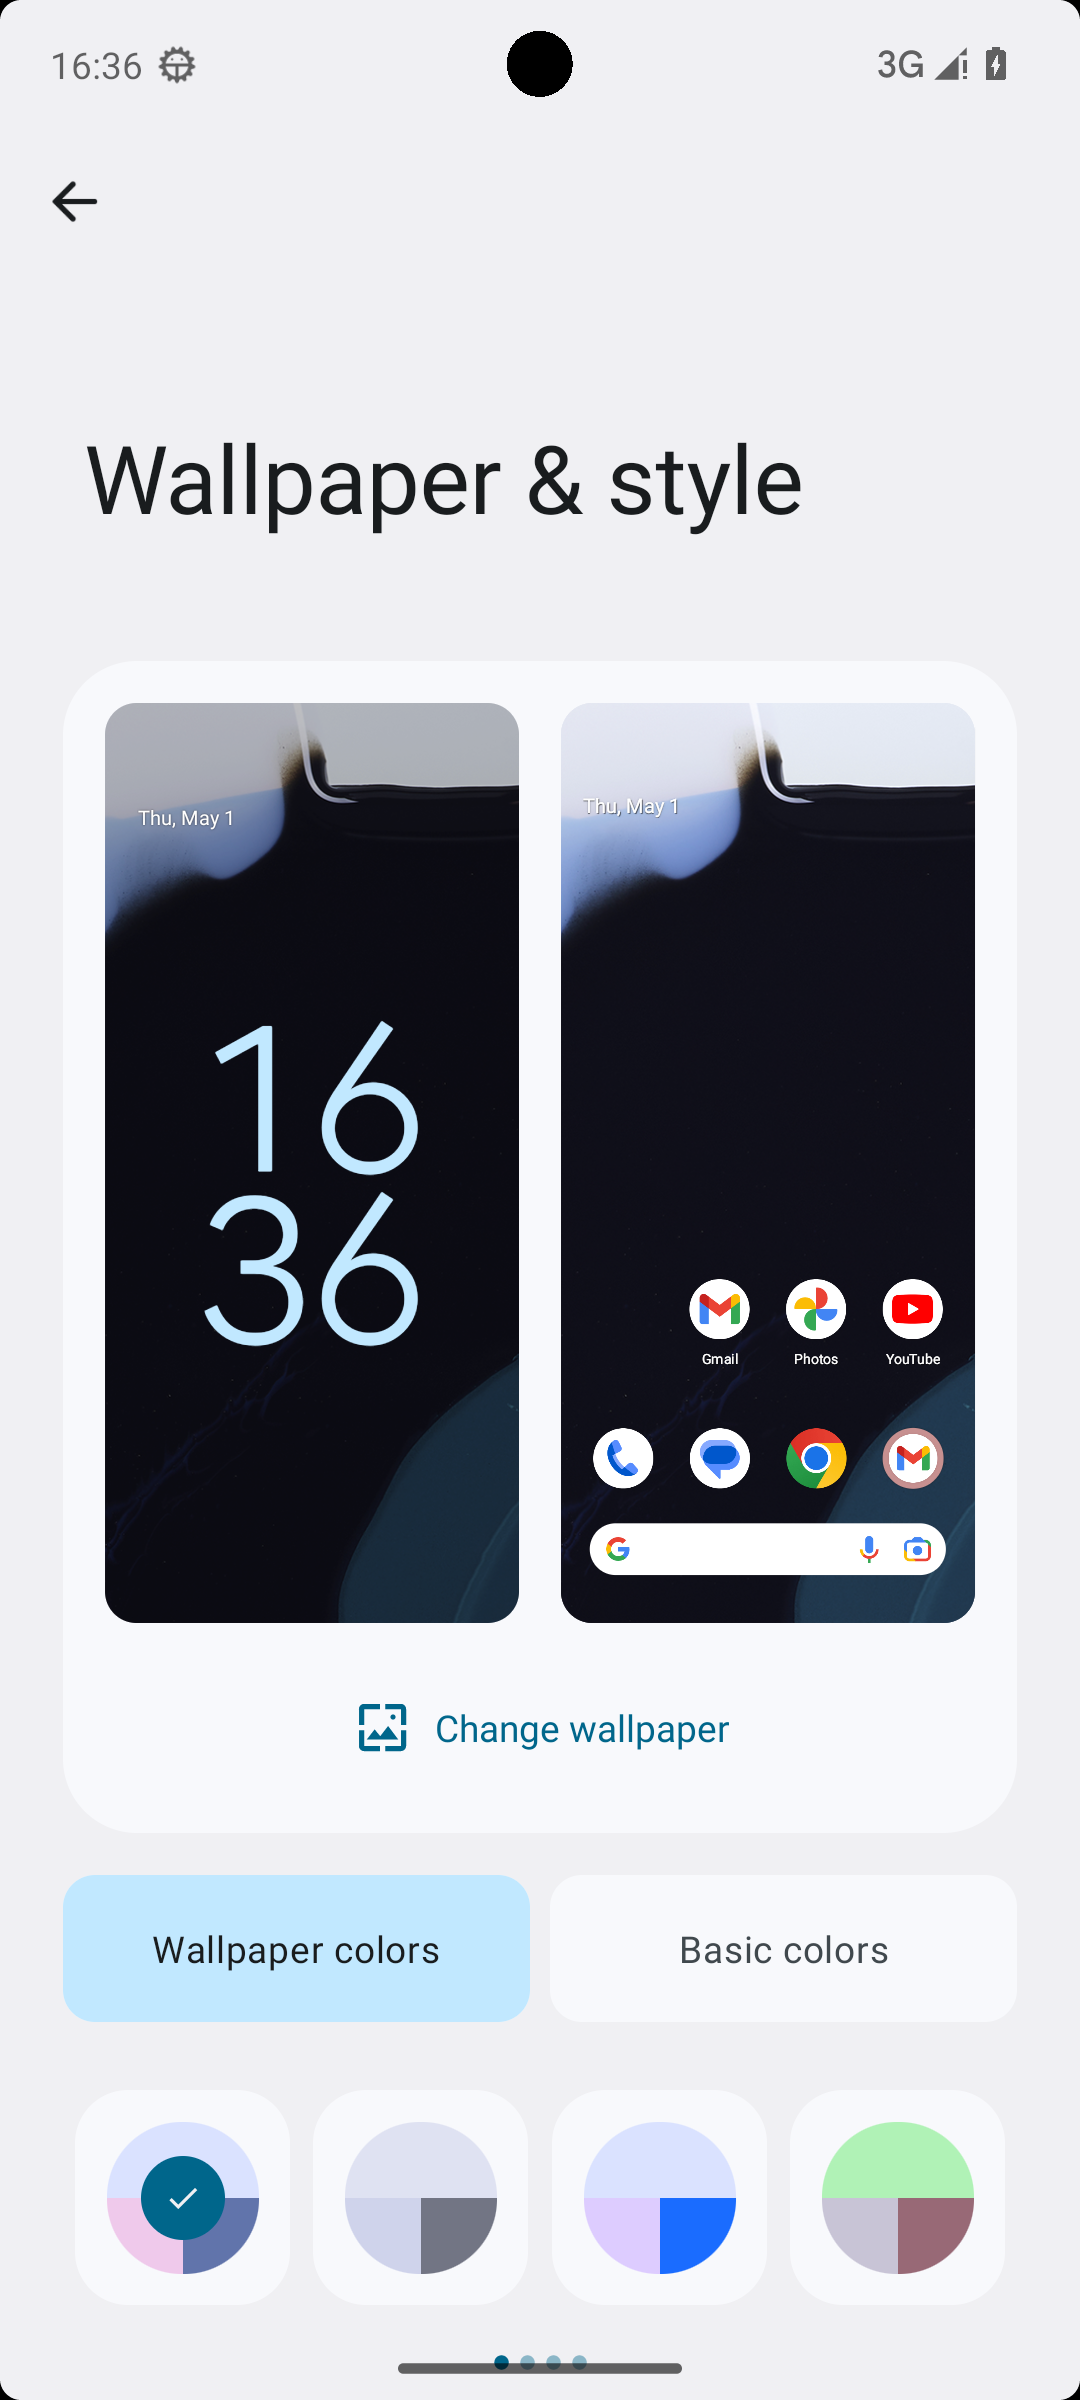 16:36
3G
Wallpaper & style
Thu, May 1
16
36
Thu, May 1
Gmail
Photos
YouTube
Change wallpaper
Wallpaper colors
Basic colors